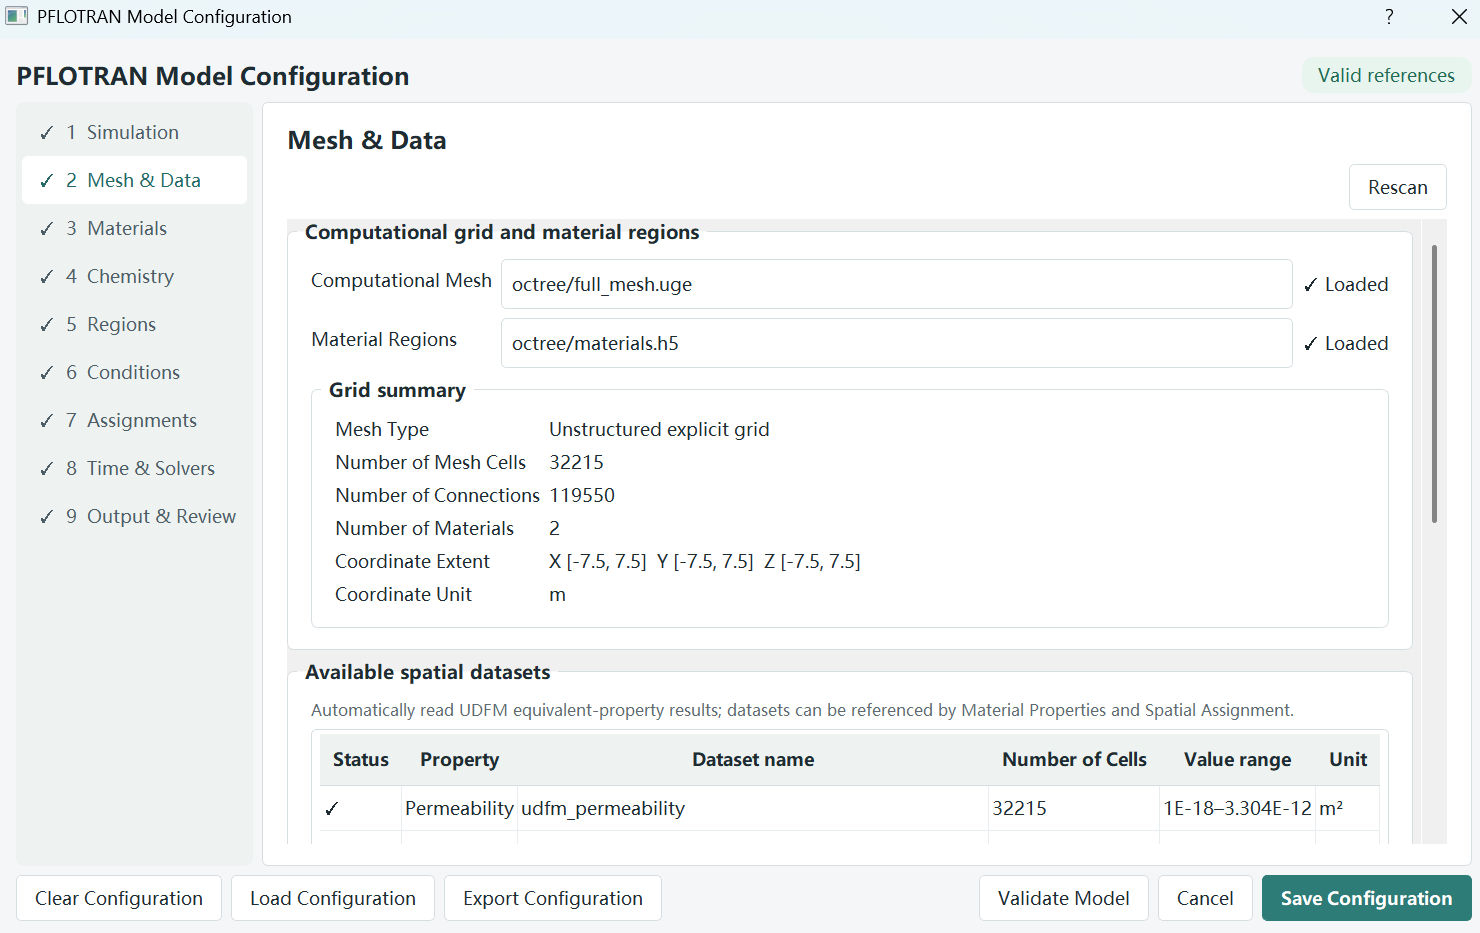 PFLOTRAN Model Configuration
?
PFLOTRAN Model Configuration
Valid references
✓ 1 Simulation
✓ 2 Mesh & Data
✓ 3 Materials
✓ 4 Chemistry
✓ 5 Regions
✓ 6 Conditions
✓ 7 Assignments
✓ 8 Time & Solvers
✓ 9 Output & Review
Mesh & Data
Rescan
Computational grid and material regions
Computational Mesh octree/full_mesh.uge ✓ Loaded
Material Regions octree/materials.h5 ✓ Loaded
Grid summary
Mesh Type Unstructured explicit grid
Number of Mesh Cells 32215
Number of Connections 119550
Number of Materials 2
Coordinate Extent X [-7.5, 7.5] Y [-7.5, 7.5] Z [-7.5, 7.5]
Coordinate Unit m
Available spatial datasets
Automatically read UDFM equivalent-property results; datasets can be referenced by Material Properties and Spatial Assignment.
Status Property Dataset name Number of Cells Value range Unit
✓ Permeability udfm_permeability 32215 1E-18–3.304E-12 m²
Clear Configuration Load Configuration Export Configuration Validate Model Cancel Save Configuration